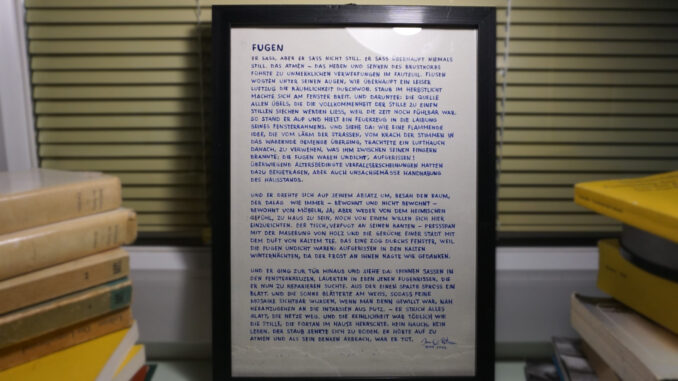 FUGEN
ER SASS. ABER ER SASS NICHT STILL. ER SASS ÜBERHAUPT NIEMALS
STILL. DAS ATMEN – DAS HEBEN UND SENKEN DES BRUSTKORBS
FÜHRTE ZU UNMERKLICHEN VERWERFUNGEN IM FAUTEUIL. FLUSEN
WOGTEN UNTER SEINEN AUGEN, WIE ÜBERHAUPT EIN LEISER
LUFTZUG DIE RÄUMLICHKEIT DURCHWOB. STAUB IM HERBSTLICHT
MACHTE SICH AM FENSTER BREIT. UND DARUNTER: DIE QUELLE
ALLEN ÜBELS, DIE DIE VOLLKOMMENHEIT DER STILLE ZU EINEM
STILLEN SIECHEN WERDEN LIESS, WEIL DIE ZEIT NOCH FÜHLBAR WAR.
SO STAND ER AUF UND HIELT EIN FEUERZEUG IN DIE LAIBUNG
SEINES FENSTERRAHMENS. UND SIEHE DA: WIE EINE FLAMMENDE
IDEE, DIE VOM LÄRM DER STRASSEN, VOM KRACH DER STIMMEN IN
DAS WABERNDE GEMENGE ÜBERGING, TRACHTETE EIN LUFTHAUCH
DANACH, ZU VERWEHEN, WAS IHM ZWISCHEN SEINEN FINGERN
BRANNTE: DIE FUGEN WAREN UNDICHT, AUFGERISSEN!
ÜBERWIEGEND ALTERSBEDINGTE VERFALLSERSCHEINUNGEN HATTEN
DAZU BEIGETRAGEN, ABER AUCH UNSACHGEMÄSSE HANDHABUNG
DES HAUSSTANDS.
UND ER DREHTE SICH AUF SEINEM ABSATZ UM, BESAH DEN RAUM,
DER DALAG WIE IMMER – BEWOHNT UND NICHT BEWOHNT –
BEWOHNT VON MÖBELN, JA, ABER WEDER VON DEM HEIMISCHEN
GEFÜHL, ZU HAUS ZU SEIN, NOCH VON EINEM WILLEN SICH HIER
EINZURICHTEN. DER TISCH, VERFUGT AN SEINEN KANTEN – PRESSSPAN
MIT DER MASERUNG VON HOLZ UND DIE GERÜCHE EINER STADT MIT
DEM DUFT VON KALTEM TEE. DAS EINE ZOG DURCHS FENSTER, WEIL
DIE FUGEN UNDICHT WAREN: AUFGERISSEN IN DEN KALTEN
WINTERNÄCHTEN, DA DER FROST AN IHNEN NAGTE WIE GEDANKEN.
UND ER GING ZUR TÜR HINAUS UND SIEHE DA: SPINNEN SASSEN IN
DEN FENSTERKREUZEN, LAUERTEN IN EBEN JENEN FUGENRISSEN, DIE
ER NUN ZU REPARIEREN SUCHTE. AUS DER EINEN SPALTE SPROSS EIN
BLATT. UND DIE SONNE BLÄTTERTE AM WEISS, SODASS FEINE
MOSAIKE SICHTBAR WURDEN, WENN MAN DENN GEWILLT WAR, NAH
HERANZUGEHEN AN DIE INTARSIEN AUS PUTZ. – ER STRICH ALLES
GLATT, DIE NETZE WEG. UND DIE REINLICHKEIT WAR TÖDLICH WIE
DIE STILLE, DIE FORTAN IM HAUSE HERRSCHTE. KEIN HAUCH. KEIN
LEBEN. DER STAUB SENKTE SICH ZU BODEN. ER HÖRTE AUF ZU
ATMEN UND ALS SEIN DENKEN ABBRACH, WAR ER TOT.